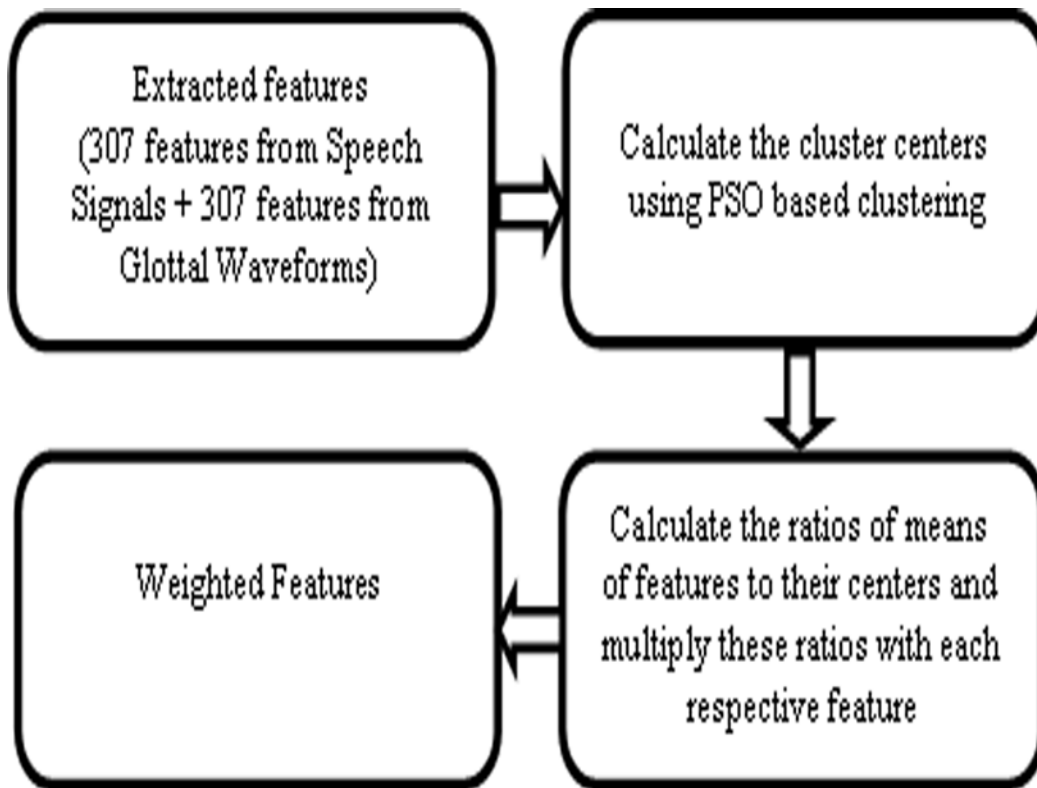 Extracted features
(307 features from Speech
Signals + 307 features from
Glottal Waveforms)
Calculate the cluster centers
using PSO based clustering
Calculate the ratios of means
of features to their centers and
multiply these ratios with each
respective feature
Weighted Features